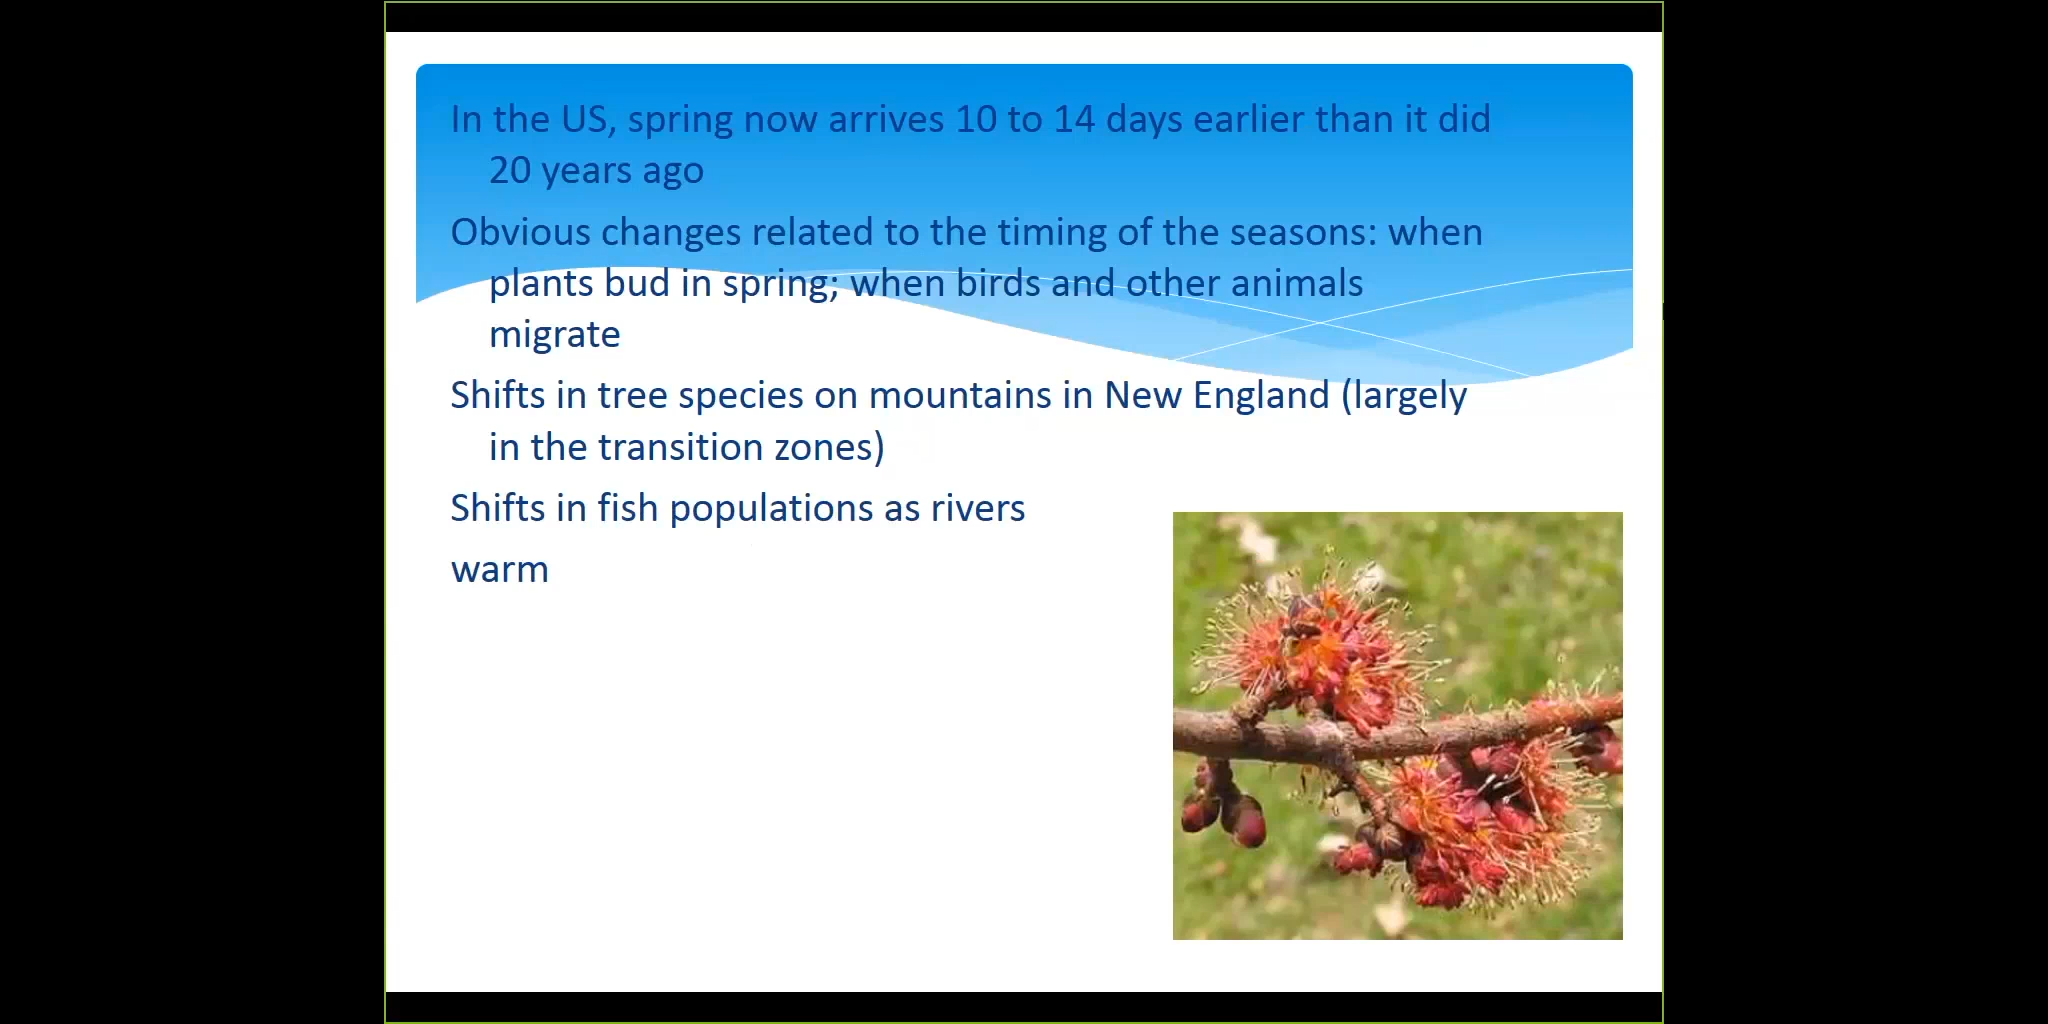 In the US, spring now arrives 10 to 14 days earlier than it did
20 years ago
Obvious changes related to the timing of the seasons: when
plants bud in spring; when birds and other animals
migrate
Shifts in tree species on mountains in New England (largely
in the transition zones)
Shifts in fish populations as rivers
warm